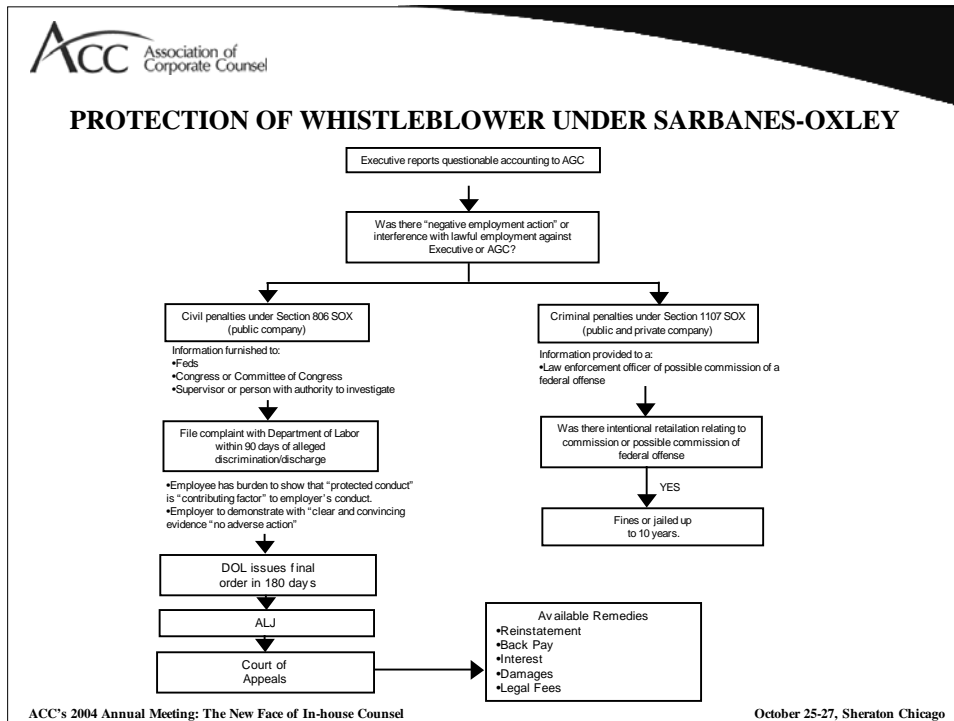 ACC Association of
Corporate Counsel
PROTECTION OF WHISTLEBLOWER UNDER SARBANES-OXLEY
Executive reports questionable accounting to AGC
Was there “negative employment action” or
interference with lawful employment against
Executive or AGC?
Civil penalties under Section 806 SOX
(public company)
Information furnished to:
•Feds
•Congress or Committee of Congress
•Supervisor or person with authority to investigate
File complaint with Department of Labor
within 90 days of alleged
discrimination/discharge
•Employee has burden to show that “protected conduct”
is “contributing factor” to employer’s conduct.
•Employer to demonstrate with “clear and convincing
evidence “no adverse action”
DOL issues final
order in 180 days
ALJ
Court of
Appeals
Criminal penalties under Section 1107 SOX
(public and private company)
Information provided to a:
•Law enforcement officer of possible commission of a
federal offense
Was there intentional retailation relating to
commission or possible commission of
federal offense
YES
Fines or jailed up
to 10 years.
Available Remedies
•Reinstatement
•Back Pay
•Interest
•Damages
•Legal Fees
ACC’s 2004 Annual Meeting: The New Face of In-house Counsel
October 25-27, Sheraton Chicago